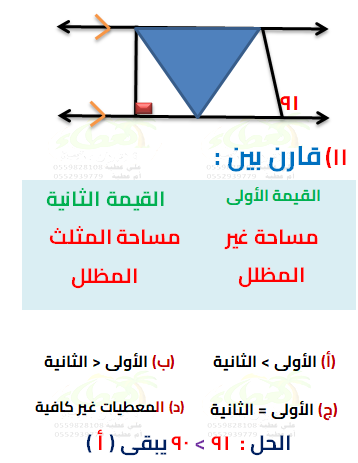 ٩١
١١) قارن بين :
القيمة الأولى
القيمة الثانية
مساحة غير المظلل
مساحة المثلث المظلل
(أ) الأولى > الثانية
(ب) الأولى < الثانية
(ج) الأولى = الثانية
(د) المعطيات غير كافية
الحل : ٩١ > ٩٠ يبقى ( أ )